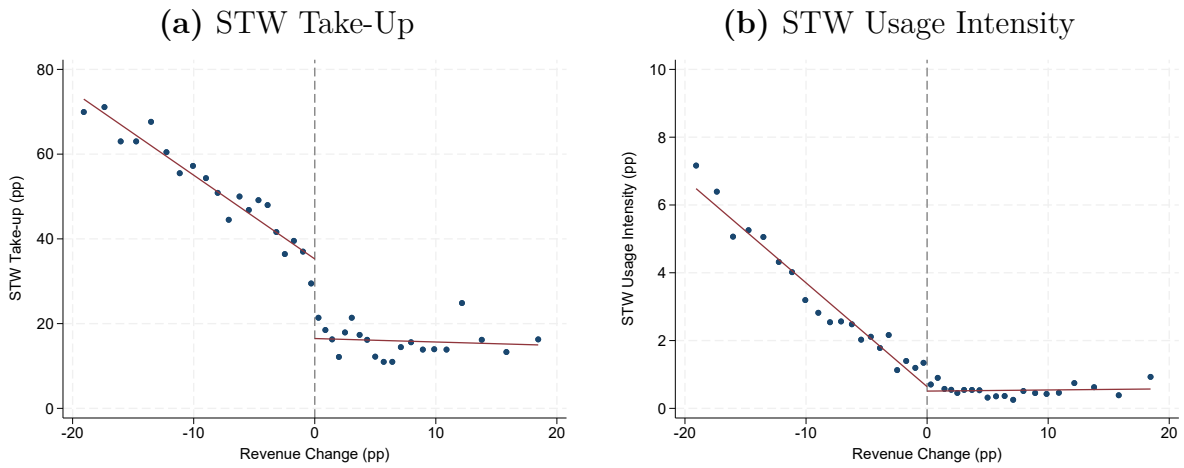 (a) STW Take-Up
STW Take-up (pp)
80
60
40
20
0
-20 -10 0 10 20
Revenue Change (pp)
(b) STW Usage Intensity
STW Usage Intensity (pp)
10
8
6
4
2
0
-20 -10 0 10 20
Revenue Change (pp)